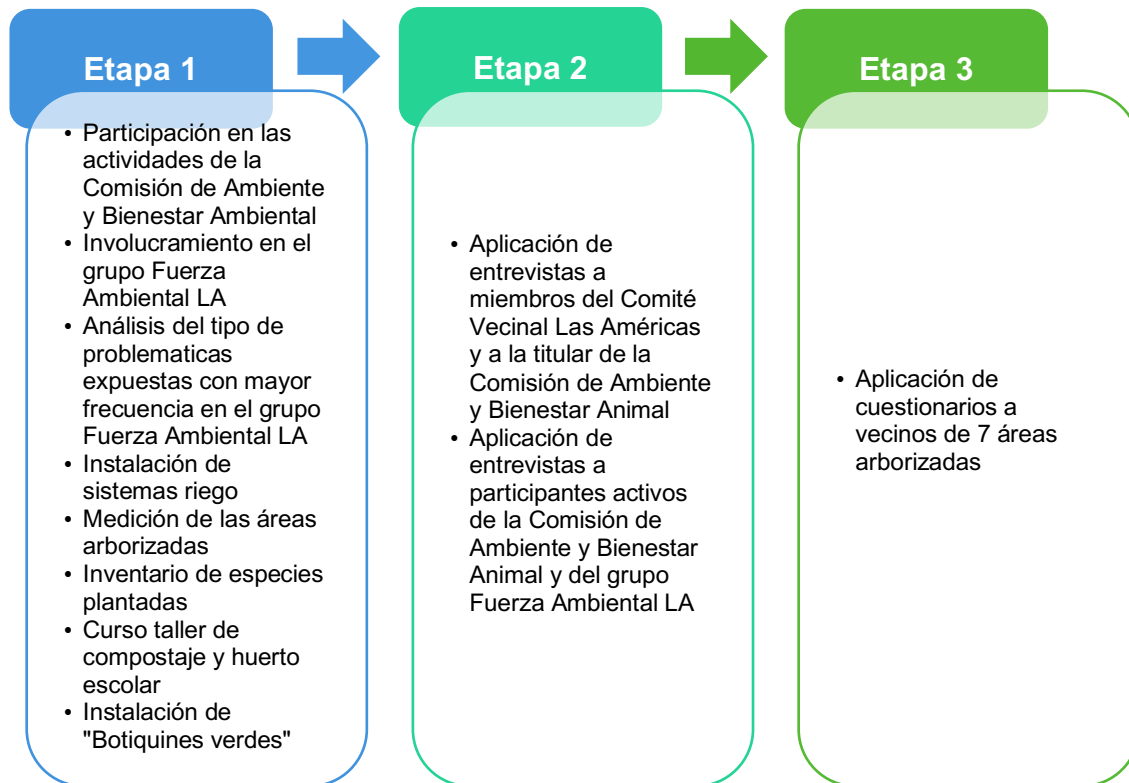 Etapa 1
• Participación en las
actividades de la
Comisión de Ambiente
y Bienestar Ambiental
• Involucramiento en el
grupo Fuerza
Ambiental LA
• Análisis del tipo de
problematicas
expuestas con mayor
frecuencia en el grupo
Fuerza Ambiental LA
• Instalación de
sistemas riego
• Medición de las áreas
arborizadas
• Inventario de especies
plantadas
• Curso taller de
compostaje y huerto
escolar
• Instalación de
"Botiquines verdes"
Etapa 2
• Aplicación de
entrevistas a
miembros del Comité
Vecinal Las Américas
y a la titular de la
Comisión de Ambiente
y Bienestar Animal
• Aplicación de
entrevistas a
participantes activos
de la Comisión de
Ambiente y Bienestar
Animal y del grupo
Fuerza Ambiental LA
Etapa 3
• Aplicación de
cuestionarios a
vecinos de 7 áreas
arborizadas